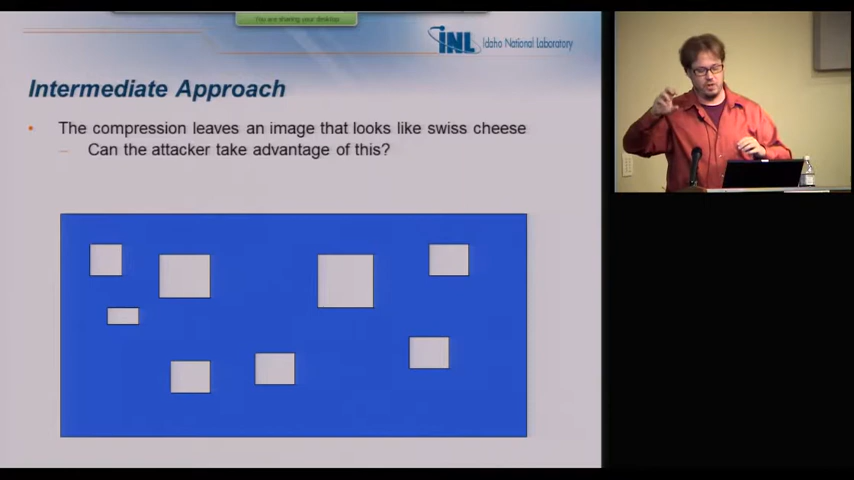 You are sharing your desktop
INL Idaho National Laboratory
Intermediate Approach
• The compression leaves an image that looks like swiss cheese
– Can the attacker take advantage of this?